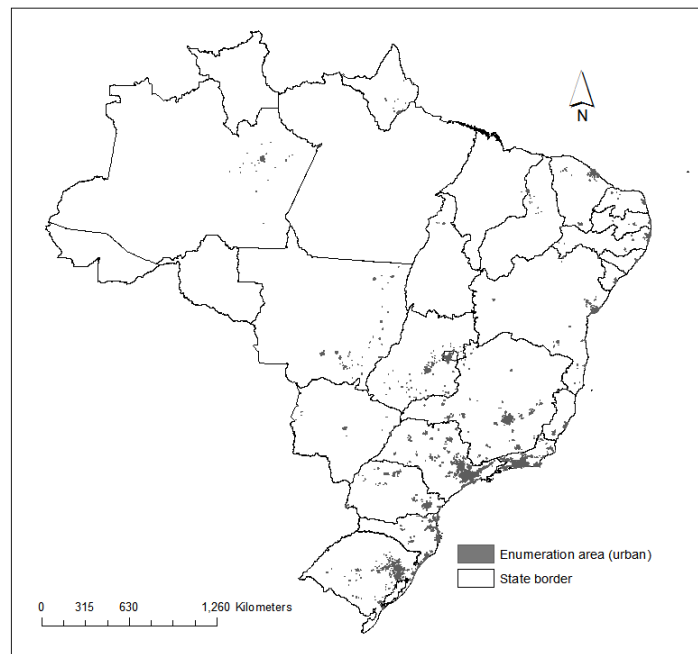 N
Enumeration area (urban)
State border
0 315 630 1,260 Kilometers